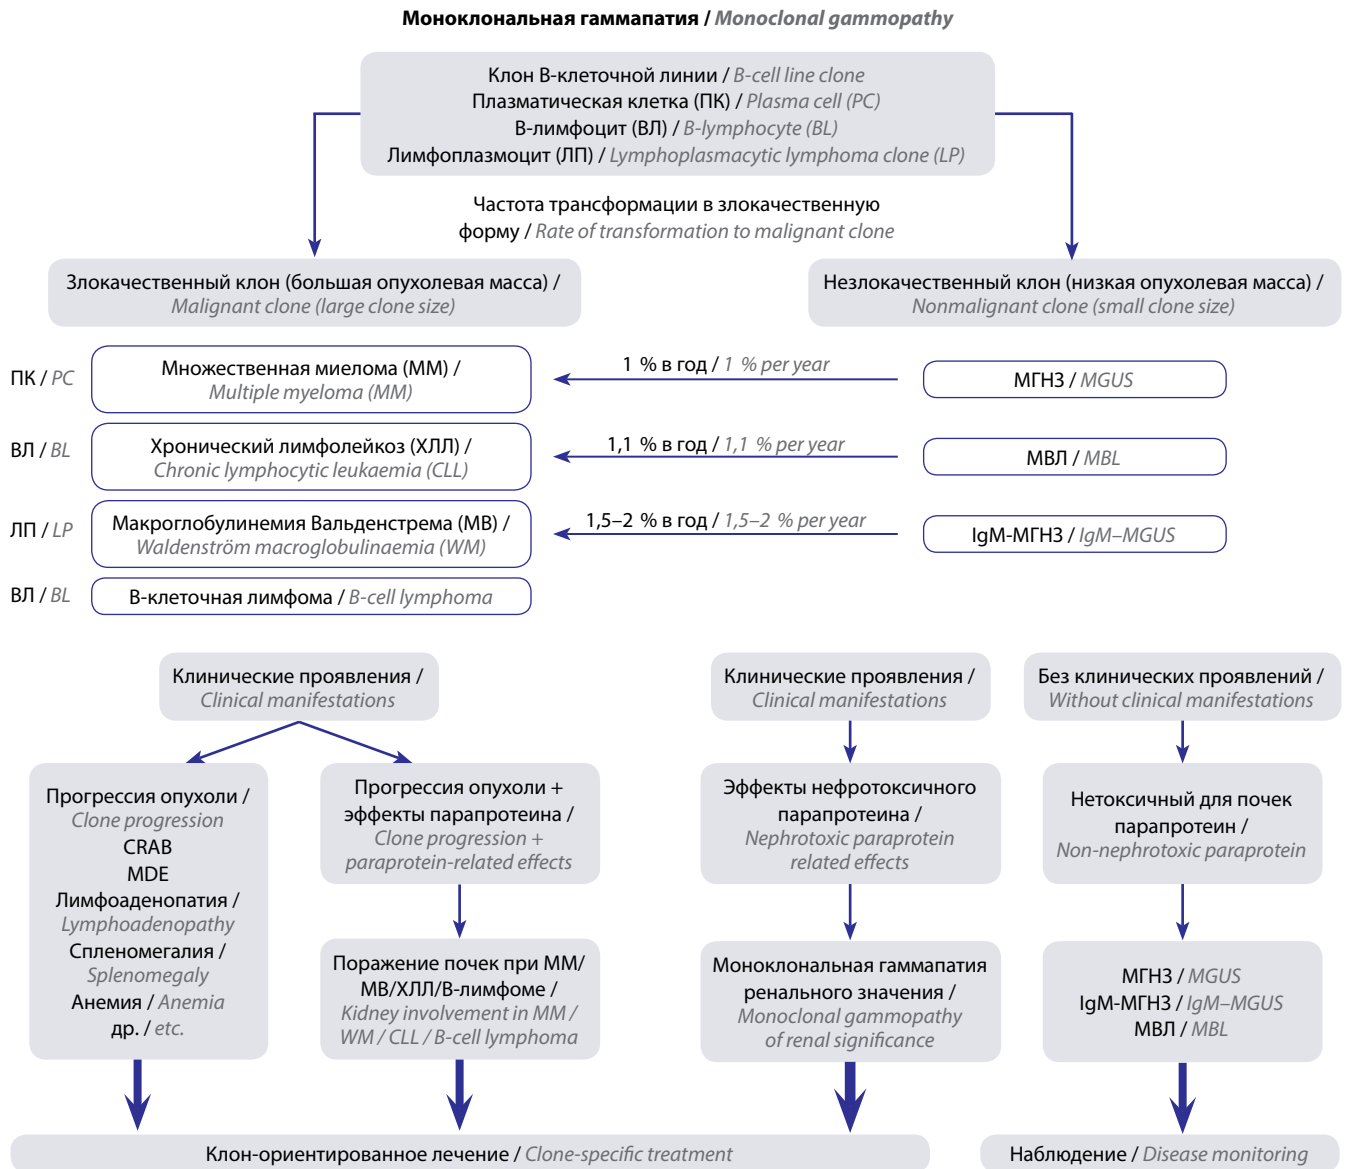 Моноклональная гаммапатия / Monoclonal gammopathy
Клон В-клеточной линии / B-cell line clone
Плазматическая клетка (ПК) / Plasma cell (PC)
В-лимфоцит (ВЛ) / B-lymphocyte (BL)
Лимфоплазмоцит (ЛП) / Lymphoplasmacytic lymphoma clone (LP)
Частота трансформации в злокачественную
форму / Rate of transformation to malignant clone
Злокачественный клон (большая опухолевая масса) /
Malignant clone (large clone size)
Незлокачественный клон (низкая опухолевая масса) /
Nonmalignant clone (small clone size)
ПК / PC
Множественная миелома (ММ) /
Multiple myeloma (MM)
1 % в год / 1 % per year
МГНЗ / MGUS
ВЛ / BL
Хронический лимфолейкоз (ХЛЛ) /
Chronic lymphocytic leukaemia (CLL)
1,1 % в год / 1,1 % per year
МВЛ / MBL
ЛП / LP
Макроглобулинемия Вальденстрема (МВ) /
Waldenström macroglobulinaemia (WM)
1,5–2 % в год / 1,5–2 % per year
IgM-МГНЗ / IgM–MGUS
ВЛ / BL
В-клеточная лимфома / B-cell lymphoma
Клинические проявления /
Clinical manifestations
Клинические проявления /
Clinical manifestations
Без клинических проявлений /
Without clinical manifestations
Прогрессия опухоли /
Clone progression
CRAB
MDE
Лимфоаденопатия /
Lymphoadenopathy
Спленомегалия /
Splenomegaly
Анемия / Anemia
др. / etc.
Прогрессия опухоли +
эффекты парапротеина /
Clone progression +
paraprotein-related effects
Эффекты нефротоксичного
парапротеина /
Nephrotoxic paraprotein
related effects
Нетоксичный для почек
парапротеин /
Non-nephrotoxic paraprotein
Поражение почек при ММ/
МВ/ХЛЛ/В-лимфоме /
Kidney involvement in MM /
WM / CLL / B-cell lymphoma
Моноклональная гаммапатия
ренального значения /
Monoclonal gammopathy
of renal significance
МГНЗ / MGUS
IgM-МГНЗ / IgM–MGUS
МВЛ / MBL
Клон-ориентированное лечение / Clone-specific treatment
Наблюдение / Disease monitoring